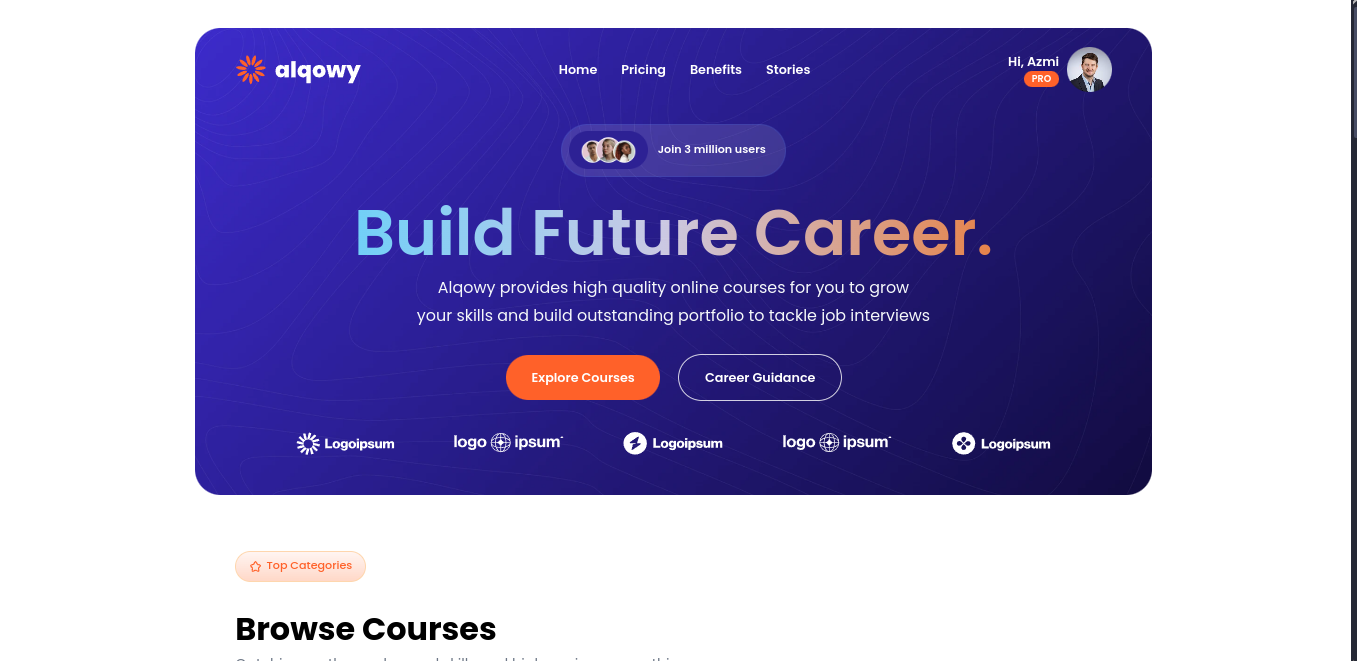 alqowy
Home Pricing Benefits Stories
Hi, Azmi
PRO
Join 3 million users
Build Future Career.
Alqowy provides high quality online courses for you to grow
your skills and build outstanding portfolio to tackle job interviews
Explore Courses
Career Guidance
Logoipsum
logo ipsum
Logoipsum
logo ipsum
Logoipsum
Top Categories
Browse Courses